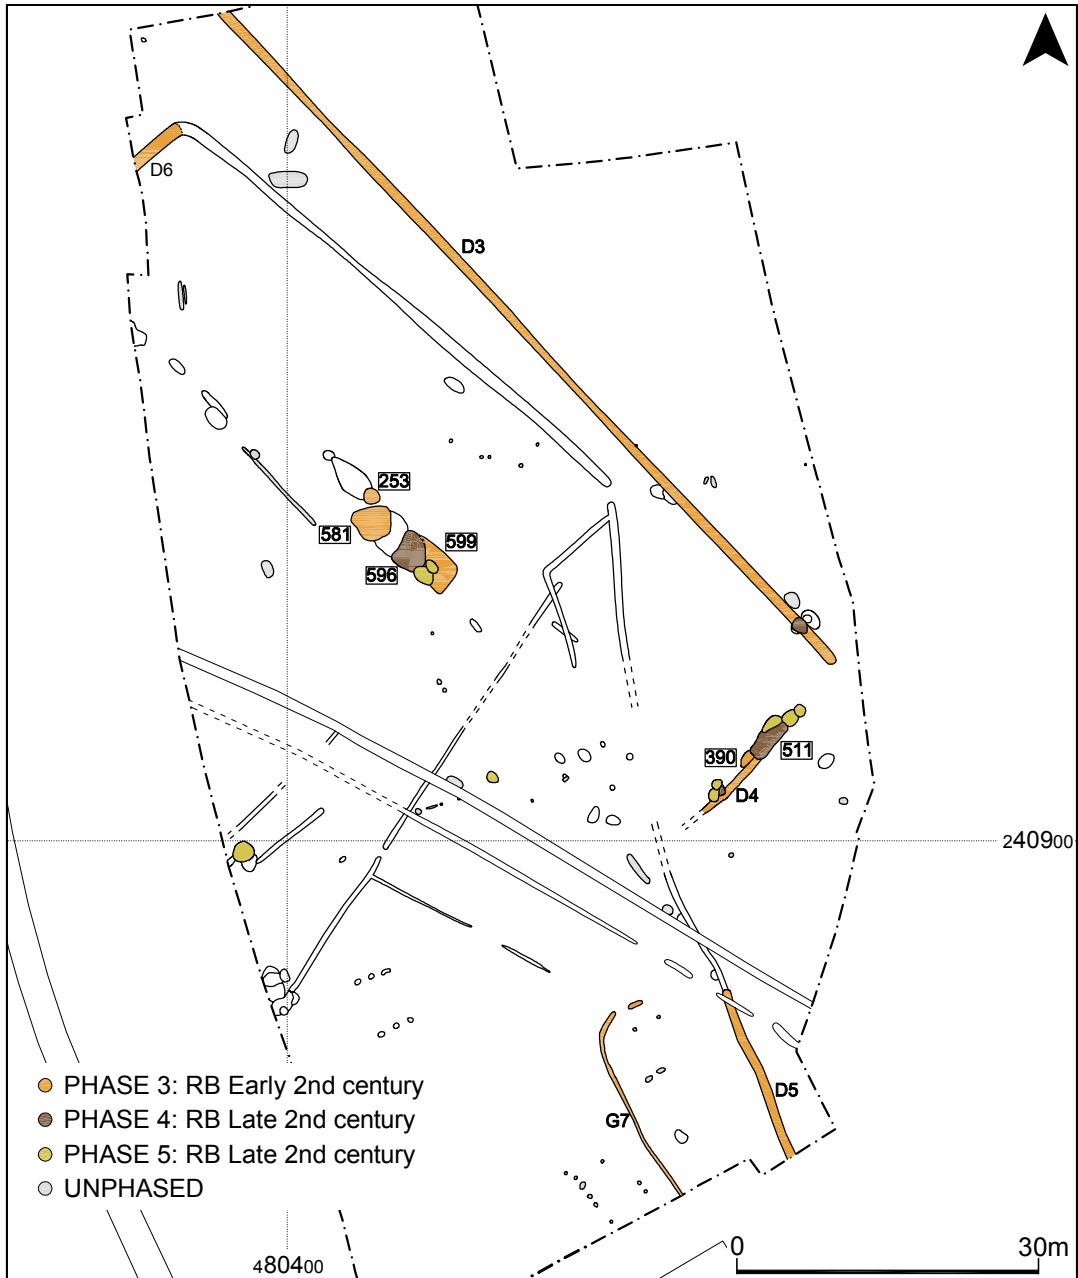 D6
D3
253
581
599
596
390
511
D4
240900
D5
G7
PHASE 3: RB Early 2nd century
PHASE 4: RB Late 2nd century
PHASE 5: RB Late 2nd century
UNPHASED
480400
0 30m